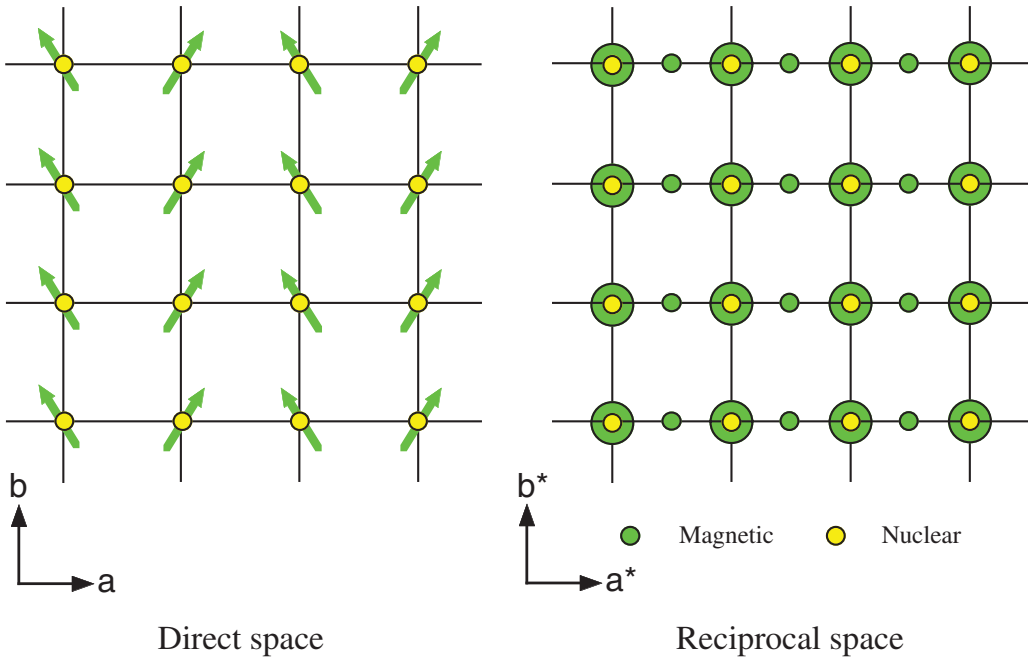 b
a
Direct space
b*
Magnetic
Nuclear
a*
Reciprocal space